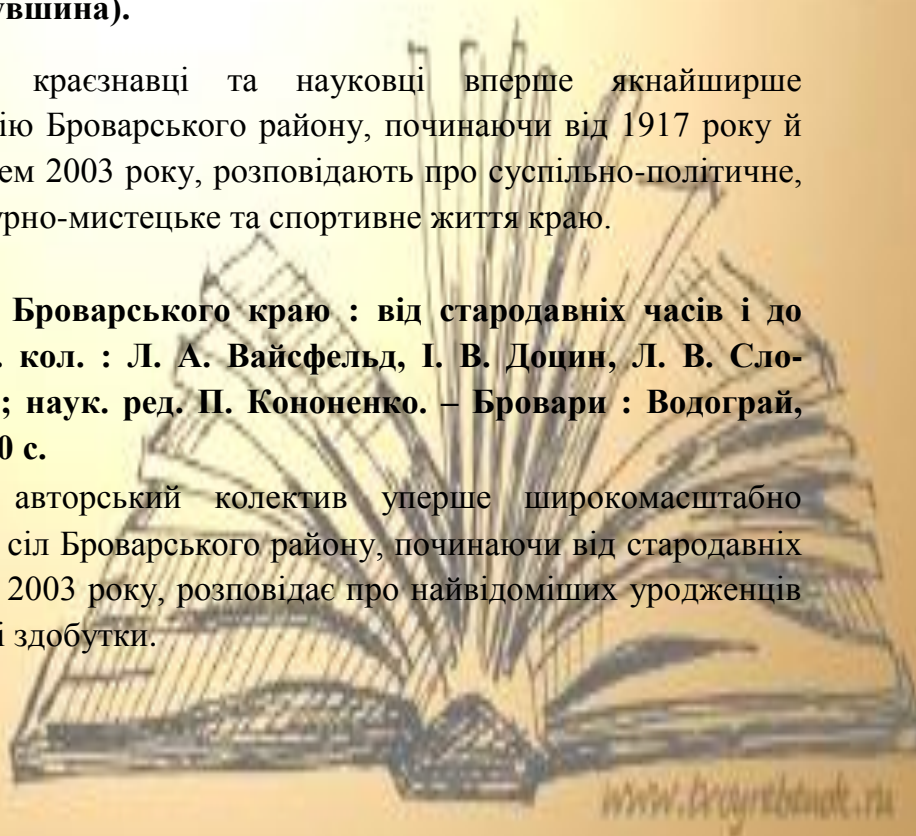 увшина).
краєзнавці та науковці вперше якнайширше
ію Броварського району, починаючи від 1917 року й
ем 2003 року, розповідають про суспільно-політичне,
урно-мистецьке та спортивне життя краю.
Броварського краю : від стародавніх часів і до
. кол. : Л. А. Вайсфельд, І. В. Доцин, Л. В. Сло-
; наук. ред. П. Кононенко. – Бровари : Водограй,
0 с.
авторський колектив уперше широкомасштабно
сіл Броварського району, починаючи від стародавніх
2003 року, розповідає про найвідоміших уродженців
і здобутки.